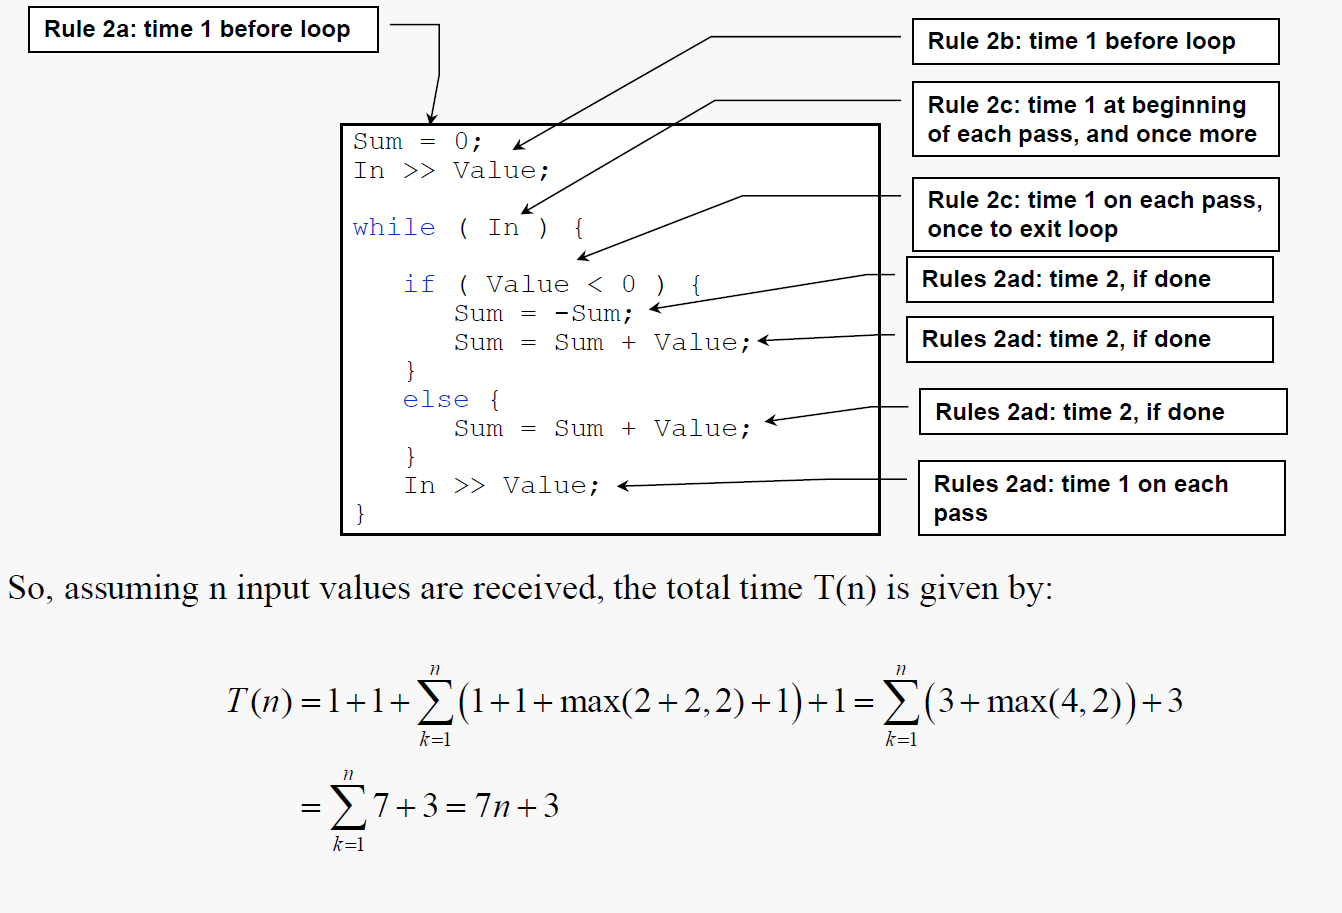 Rule 2a: time 1 before loop
Rule 2b: time 1 before loop
Rule 2c: time 1 at beginning
of each pass, and once more
Rule 2c: time 1 on each pass,
once to exit loop
Rules 2ad: time 2, if done
Rules 2ad: time 2, if done
Rules 2ad: time 2, if done
Rules 2ad: time 1 on each
pass
Sum = 0;
In >> Value;
while ( In ) {
if ( Value < 0 ) {
Sum = -Sum;
Sum = Sum + Value;
}
else {
Sum = Sum + Value;
}
In >> Value;
}
So, assuming n input values are received, the total time T(n) is given by:
T(n) = 1+1+∑_{k=1}^{n}(1+1+max(2+2,2)+1)+1 = ∑_{k=1}^{n}(3+max(4,2))+3
= ∑_{k=1}^{n}7+3 = 7n+3